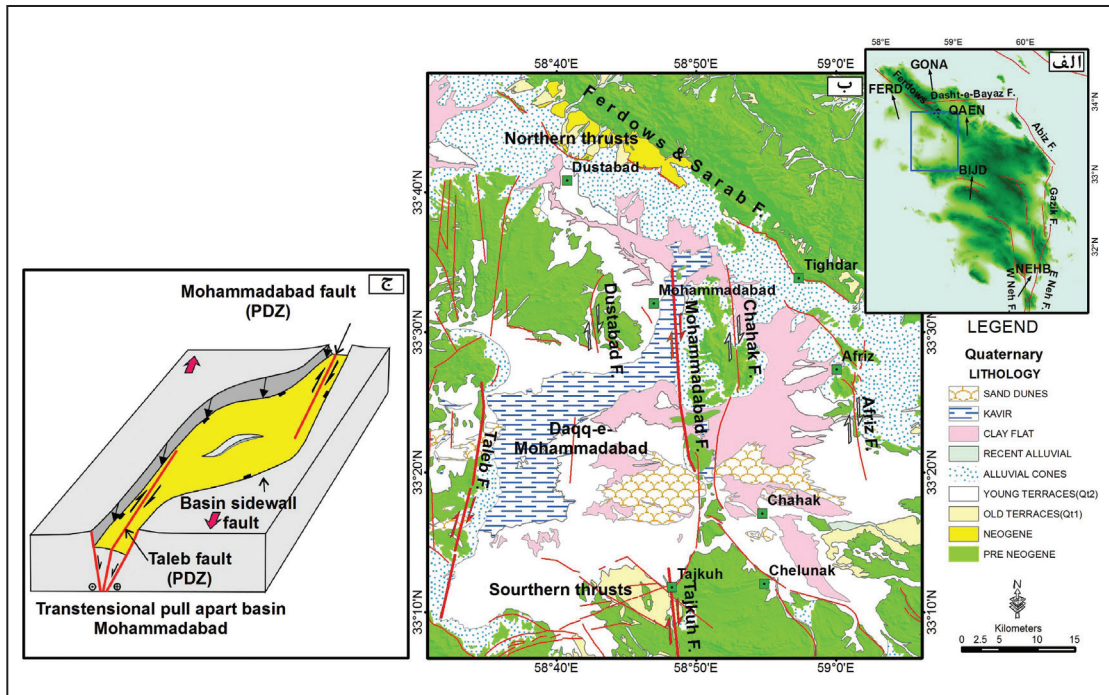 ج
Mohammadabad fault
(PDZ)
Basin sidewall
fault
Taleb fault
(PDZ)
Transtensional pull apart basin
Mohammadabad
ب
58°40'E
58°50'E
59°0'E
33°40'N
33°30'N
33°20'N
33°10'N
Ferdows & Sarab F.
Northern thrusts
Dustabad
Tighdar
Mohammadabad
Dustabad F.
Mohammadabad F.
Chahak F.
Afriz
Afriz F.
Taleb F.
Daqq-e-
Mohammadabad
Chahak
Chelunak
Sourthern thrusts
Tajkuh
Tajkuh F.
58°40'E
58°50'E
59°0'E
33°40'N
33°30'N
33°20'N
33°10'N
الف
58°E
59°E
60°E
34°N
33°N
32°N
31°N
GONA
FERD
Ferdows
Dasht-e-Bayaz F.
QAEN
Abiz F.
BIJD
Gazik F.
NEHB
W Neh F.
E Neh F.
LEGEND
Quaternary
LITHOLOGY
SAND DUNES
KAVIR
CLAY FLAT
RECENT ALLUVIAL
ALLUVIAL CONES
YOUNG TERRACES(Qt2)
OLD TERRACES(Qt1)
NEOGENE
PRE NEOGENE
N
Kilometers
0 2.5 5 10 15